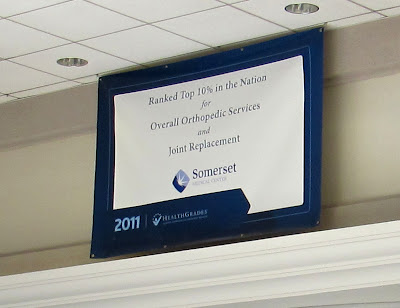 Ranked Top 10% in the Nation
for
Overall Orthopedic Services
and
Joint Replacement
Somerset
MEDICAL CENTER
2011 HEALTHGRADES